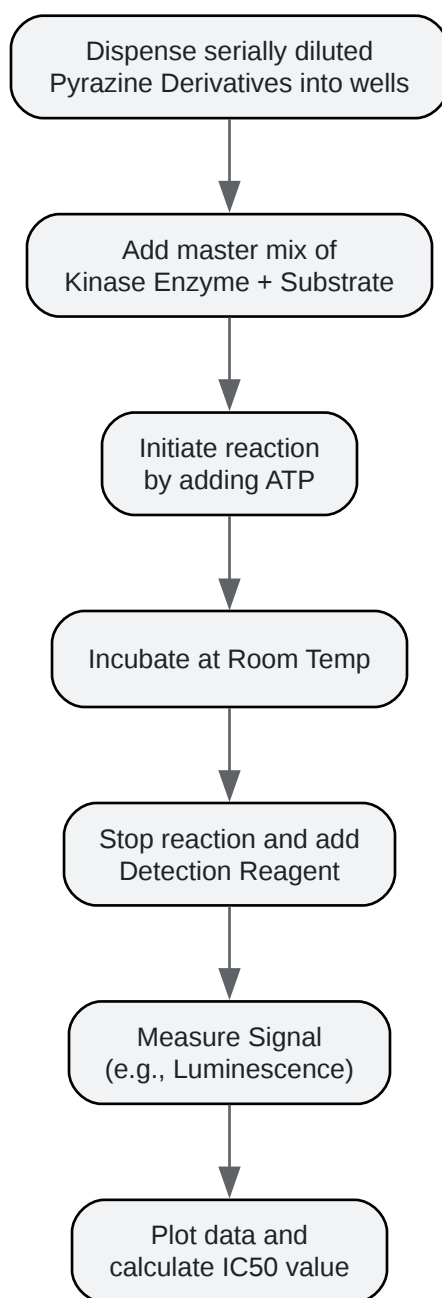 Dispense serially diluted
Pyrazine Derivatives into wells
Add master mix of
Kinase Enzyme + Substrate
Initiate reaction
by adding ATP
Incubate at Room Temp
Stop reaction and add
Detection Reagent
Measure Signal
(e.g., Luminescence)
Plot data and
calculate IC50 value